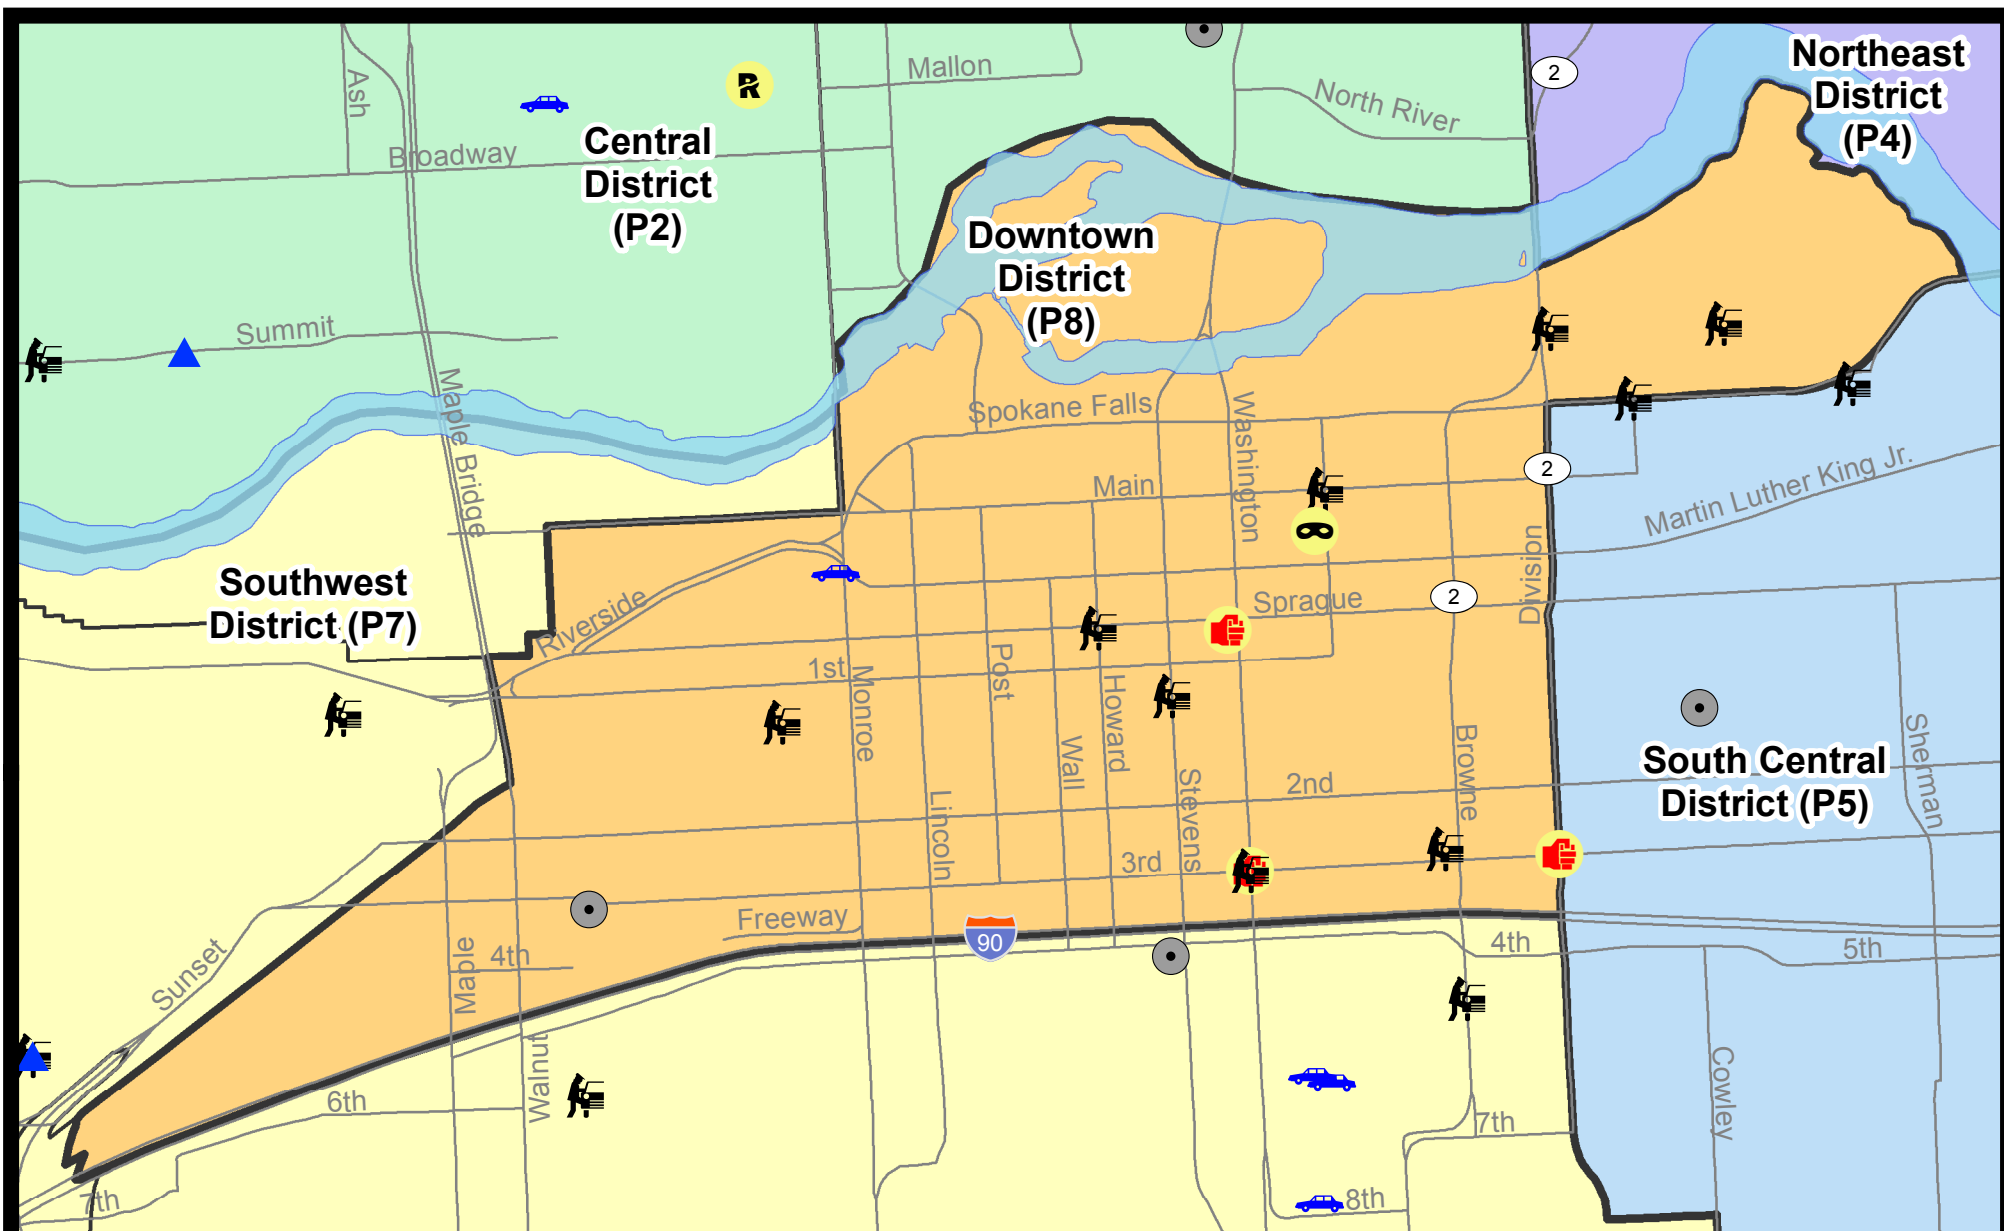 Mallon
2
Northeast
District
(P4)
Ash
R
North River
Central
District
(P2)
Broadway
Downtown
District
(P8)
Summit
Maple Bridge
Spokane Falls
Washington
2
Main
Martin Luther King Jr.
Southwest
District (P7)
Riverside
Division
2
Sprague
1st
Post
Monroe
Howard
Wall
Stevens
Browne
Sherman
South Central
District (P5)
2nd
Lincoln
3rd
Freeway
90
4th
5th
Sunset
4th
Maple
Walnut
6th
Cowley
7th
7th
8th